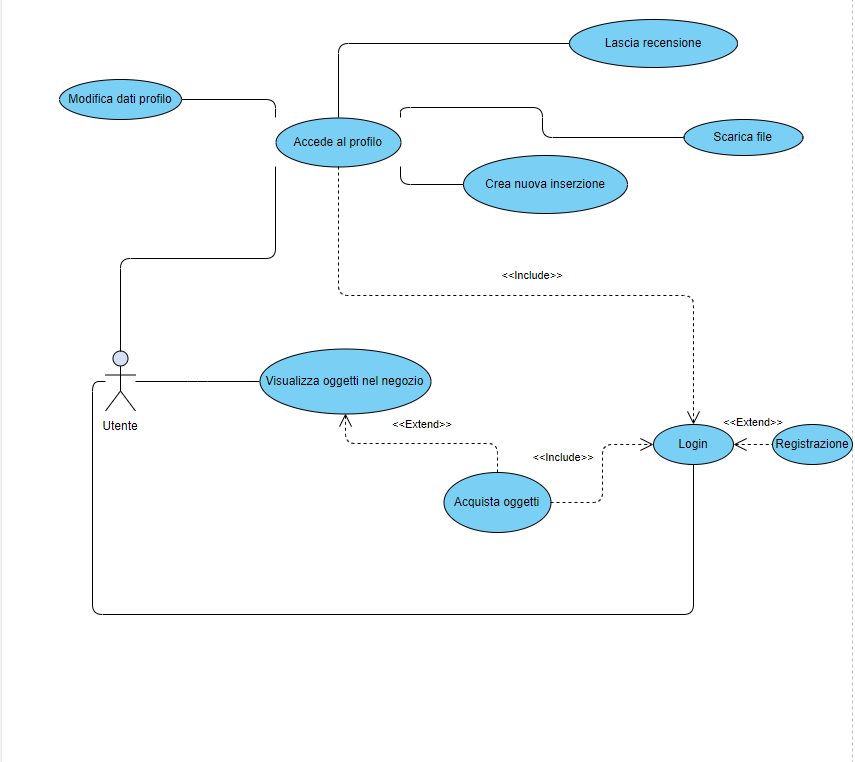 Lascia recensione
Modifica dati profilo
Scarica file
Accede al profilo
Crea nuova inserzione
<<Include>>
Visualizza oggetti nel negozio
<<Extend>>
<<Extend>>
Utente
Login
Registrazione
<<Include>>
Acquista oggetti